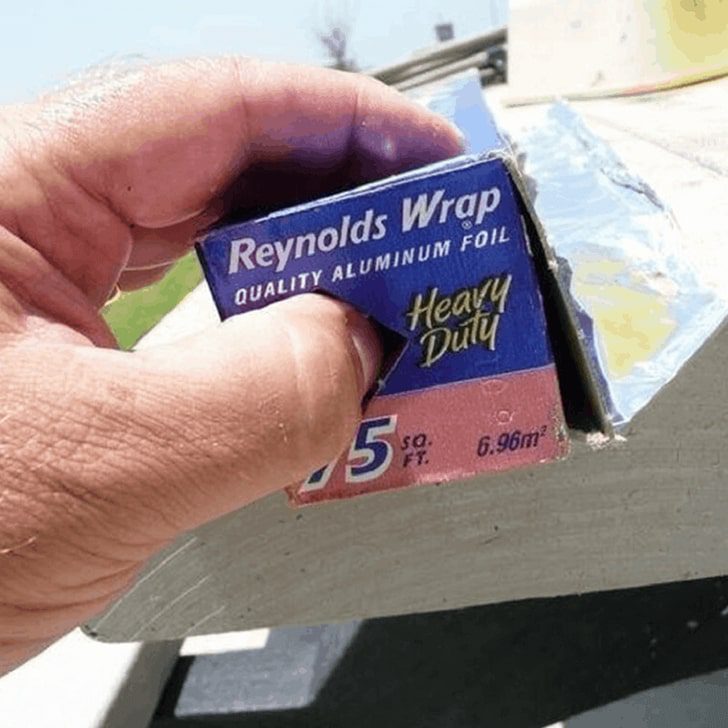 Reynolds Wrap®
QUALITY ALUMINUM FOIL
Heavy
Duty
75 SQ. FT. 6.96m²